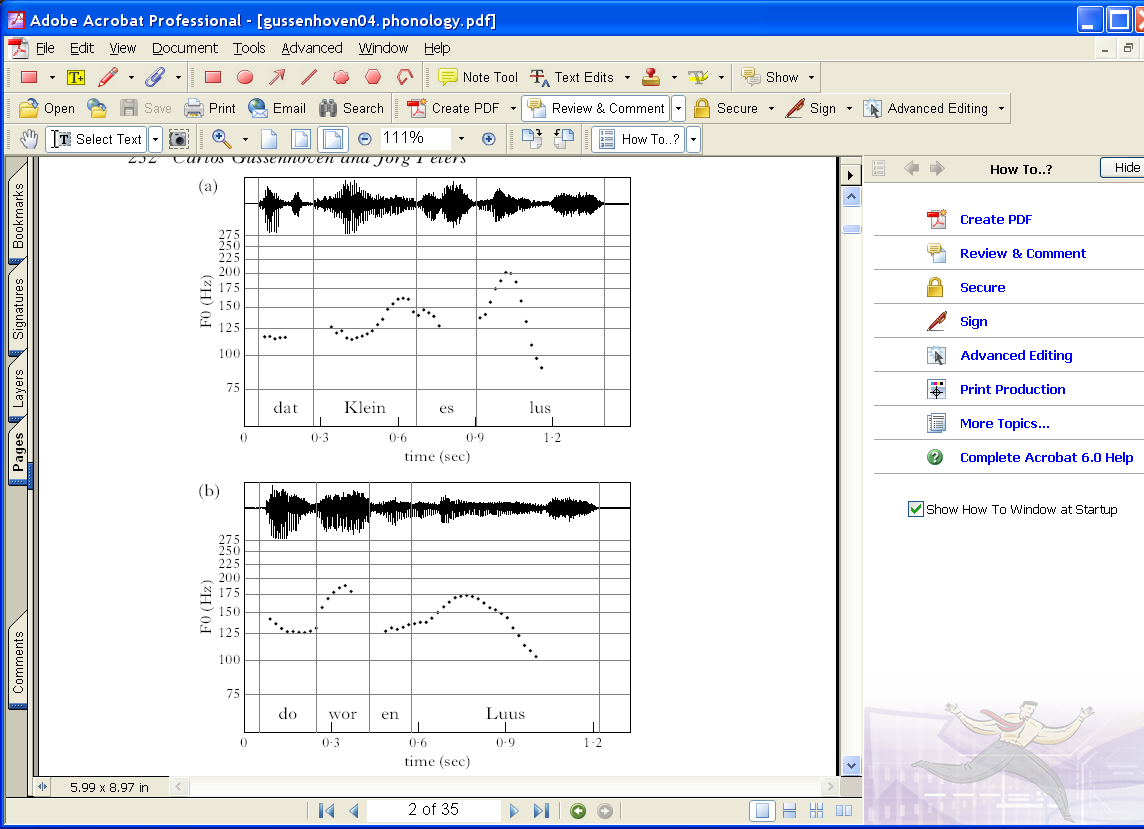 Adobe Acrobat Professional - [gussenhoven04.phonology.pdf]
File Edit View Document Tools Advanced Window Help
Note Tool Text Edits Show
Open Save Print Email Search Create PDF Review & Comment Secure Sign Advanced Editing
Select Text 111% How To..?
Bookmarks
Signatures
Layers
Pages
Comments
232 Carlos Gussenhoven and Jörg Peters
(a)
275
250
225
200
175
150
125
100
75
F0 (Hz)
dat Klein es lus
0 0·3 0·6 0·9 1·2
time (sec)
(b)
275
250
225
200
175
150
125
100
75
F0 (Hz)
do wor en Luus
0 0·3 0·6 0·9 1·2
time (sec)
5.99 x 8.97 in
2 of 35
How To..? Hide
Create PDF
Review & Comment
Secure
Sign
Advanced Editing
Print Production
More Topics...
Complete Acrobat 6.0 Help
Show How To Window at Startup